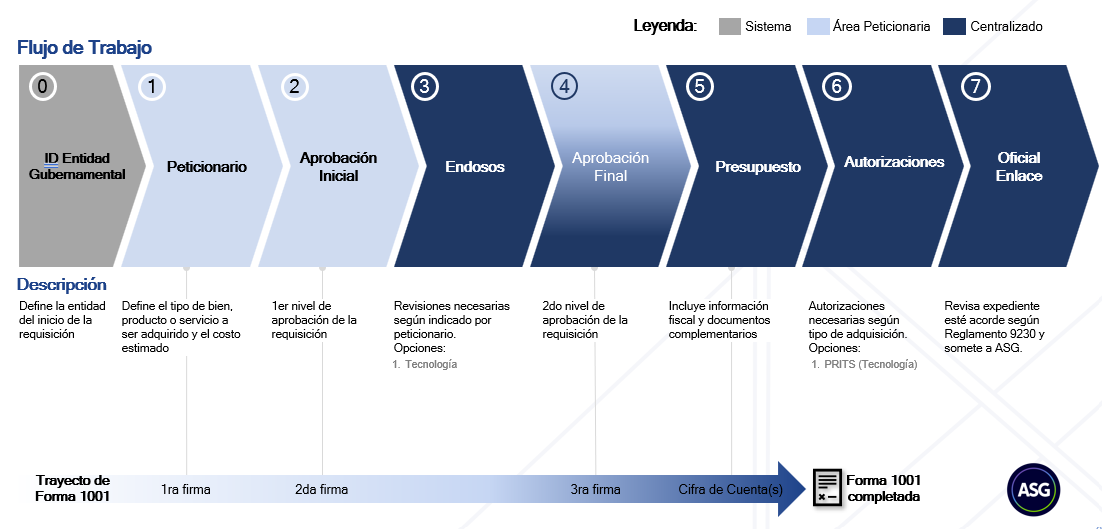 Leyenda:
Sistema
Área Peticionaria
Centralizado
Flujo de Trabajo
0
ID Entidad
Gubernamental
1
Peticionario
2
Aprobación
Inicial
3
Endosos
4
Aprobación
Final
5
Presupuesto
6
Autorizaciones
7
Oficial
Enlace
Descripción
Define la entidad
del inicio de la
requisición
Define el tipo de bien,
producto o servicio a
ser adquirido y el costo
estimado
1er nivel de
aprobación de la
requisición
Revisiones necesarias
según indicado por
peticionario.
Opciones:
1. Tecnología
2do nivel de
aprobación de la
requisición
Incluye información
fiscal y documentos
complementarios
Autorizaciones
necesarias según
tipo de adquisición.
Opciones:
1. PRITS (Tecnología)
Revisa expediente
esté acorde según
Reglamento 9230 y
somete a ASG.
Trayecto de
Forma 1001
1ra firma
2da firma
3ra firma
Cifra de Cuenta(s)
Forma 1001
completada
ASG